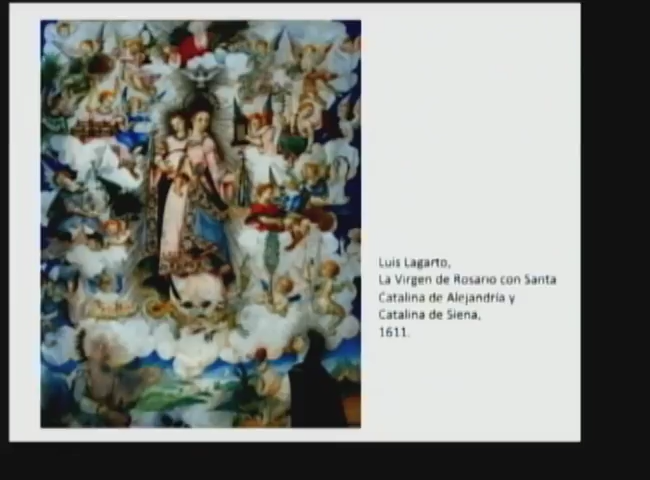 Luis Lagarto,
La Virgen de Rosario con Santa
Catalina de Alejandría y
Catalina de Siena,
1611.